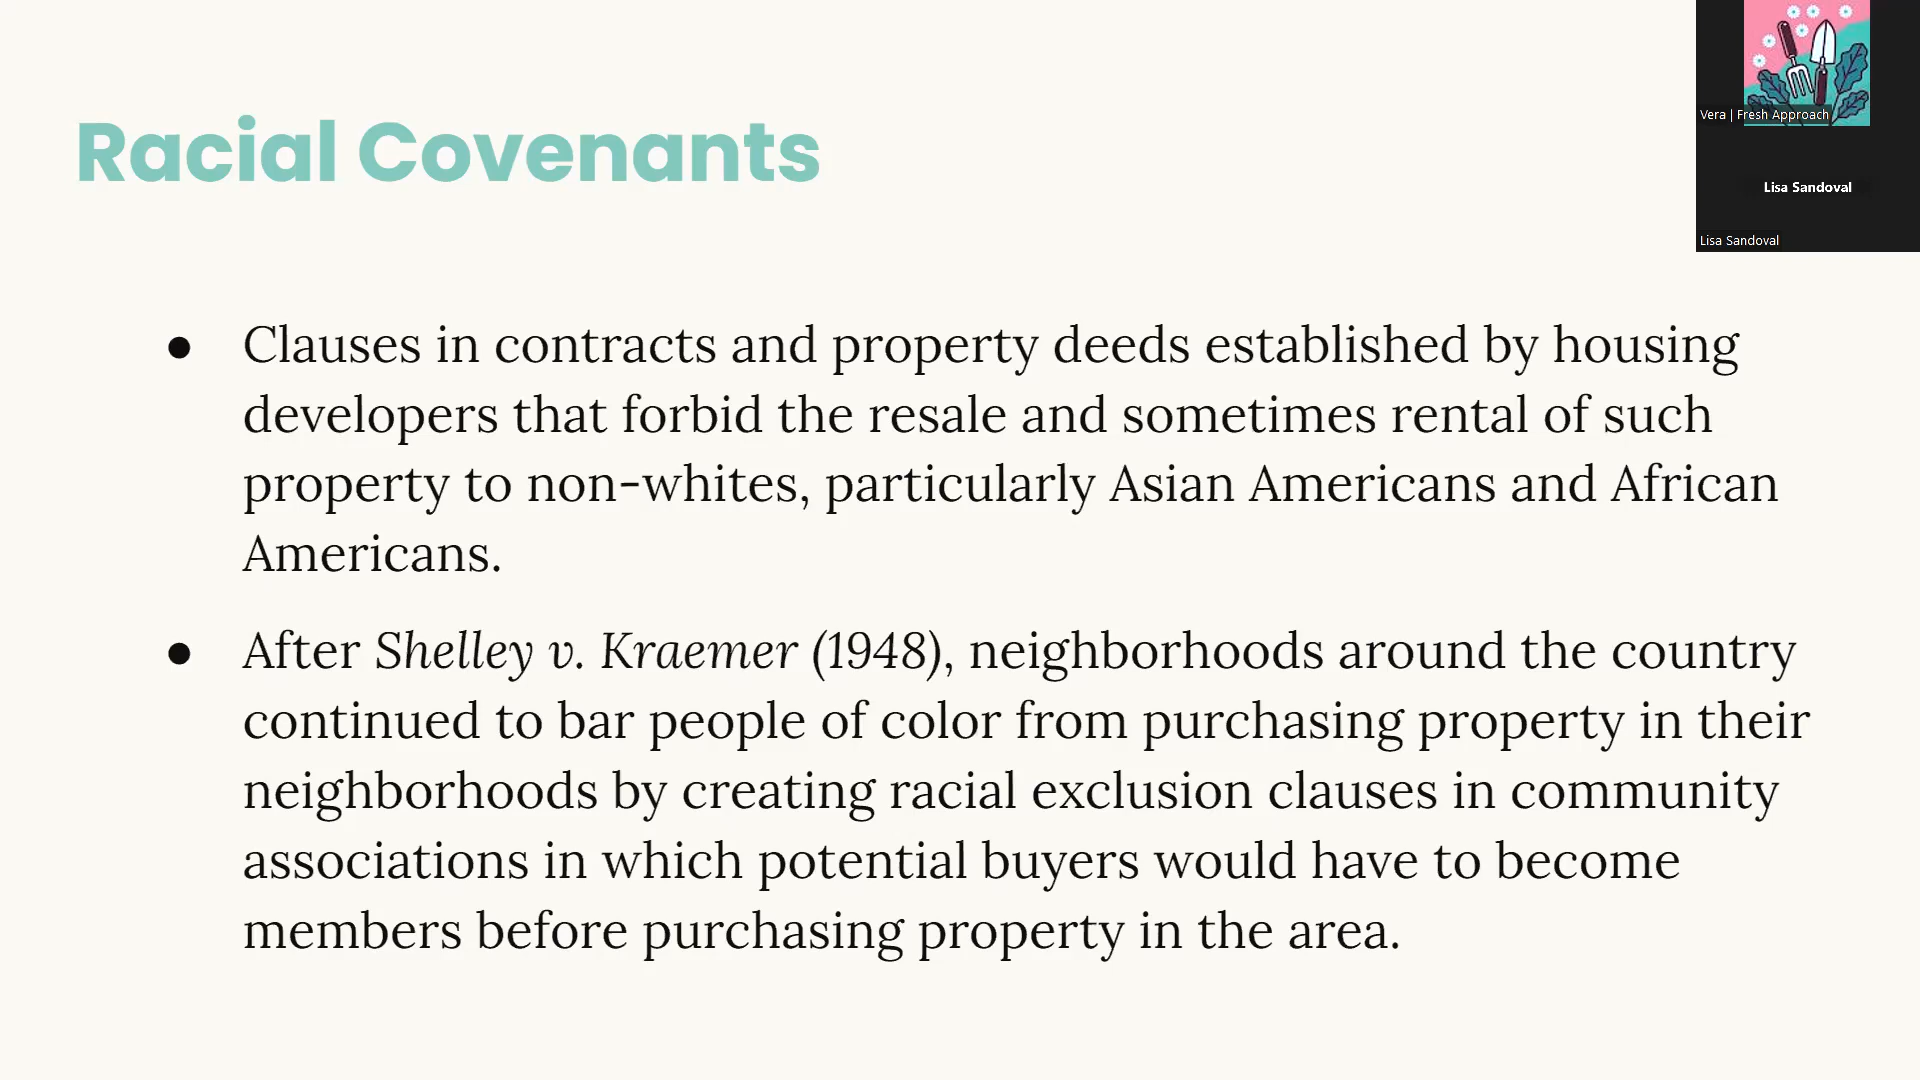 Racial Covenants
Vera | Fresh Approach
Lisa Sandoval
Lisa Sandoval
● Clauses in contracts and property deeds established by housing
developers that forbid the resale and sometimes rental of such
property to non-whites, particularly Asian Americans and African
Americans.
● After Shelley v. Kraemer (1948), neighborhoods around the country
continued to bar people of color from purchasing property in their
neighborhoods by creating racial exclusion clauses in community
associations in which potential buyers would have to become
members before purchasing property in the area.